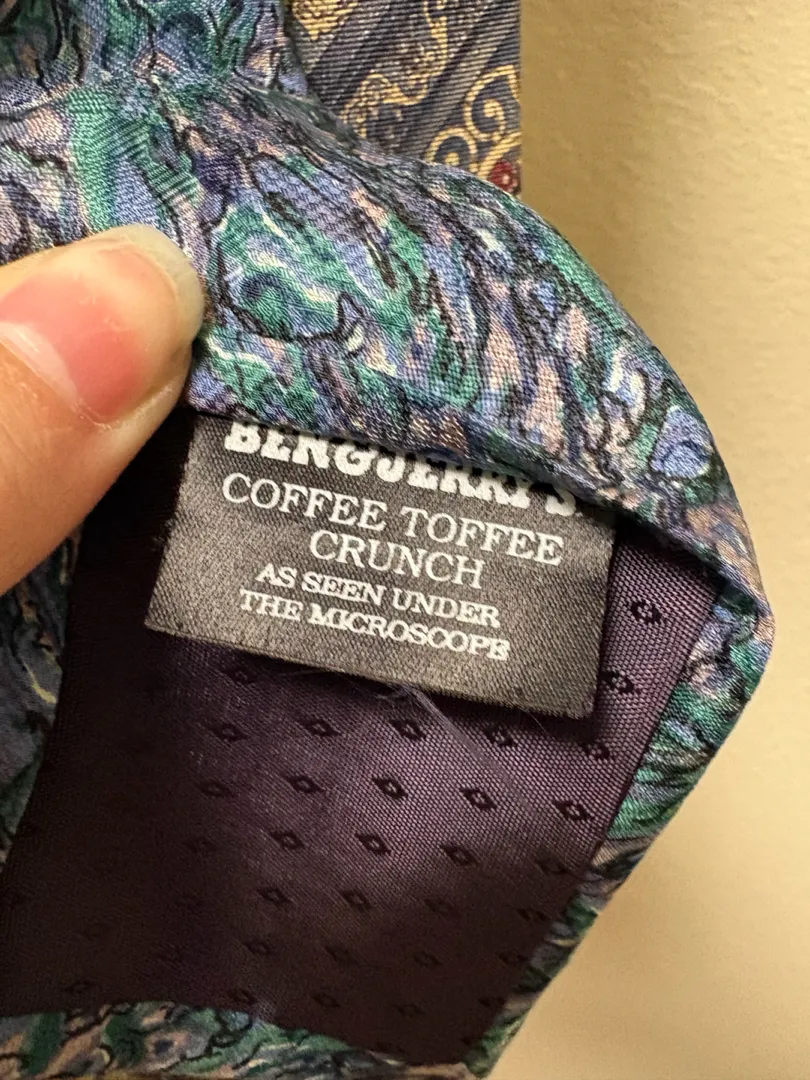 BEN&JERRY'S.
COFFEE TOFFEE
CRUNCH
AS SEEN UNDER
THE MICROSCOPE